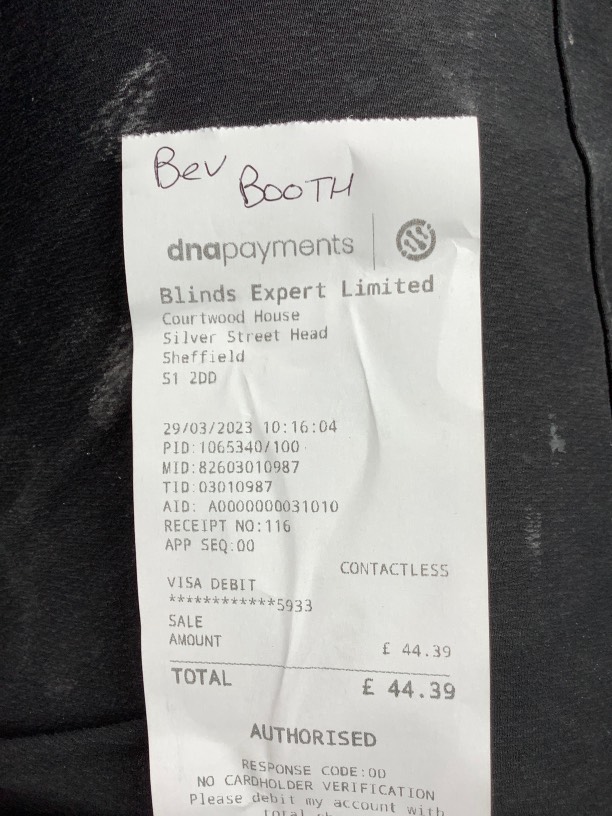 Bev BOOTH
dnapayments
Blinds Expert Limited
Courtwood House
Silver Street Head
Sheffield
S1 2DD
29/03/2023 10:16:04
PID:1065340/100
MID:82603010987
TID:03010987
AID: A0000000031010
RECEIPT NO:116
APP SEQ:00
CONTACTLESS
VISA DEBIT
************5933
SALE
AMOUNT £ 44.39
TOTAL £ 44.39
AUTHORISED
RESPONSE CODE:00
NO CARDHOLDER VERIFICATION
Please debit my account with